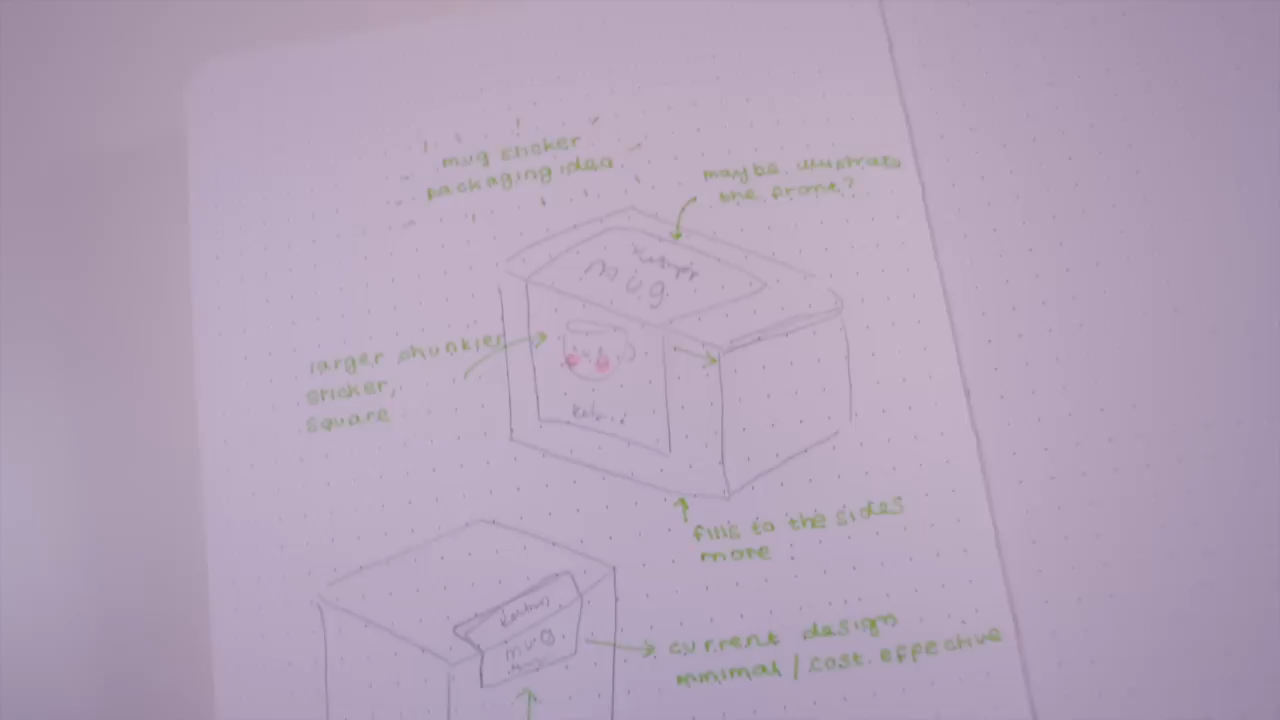 mug sticker
packaging idea
maybe illustrate
the front?
mug
larger chunkier
sticker,
square
fills to the sides
more
mug
current design
minimal / cost effective